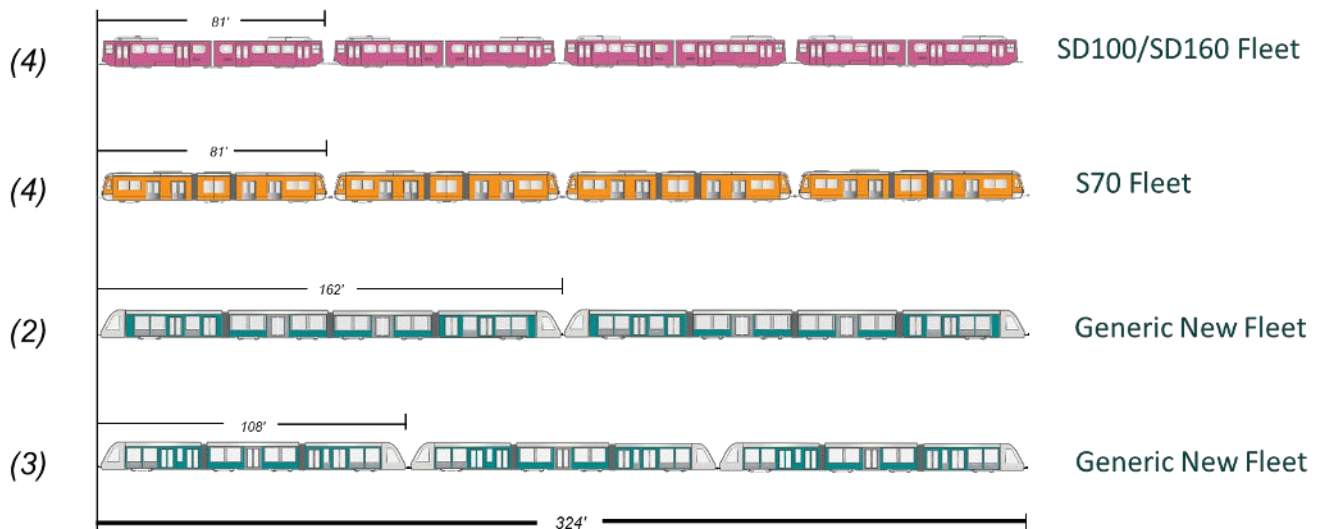 81'
(4) SD100/SD160 Fleet
81'
(4) S70 Fleet
162'
(2) Generic New Fleet
108'
(3) Generic New Fleet
324'